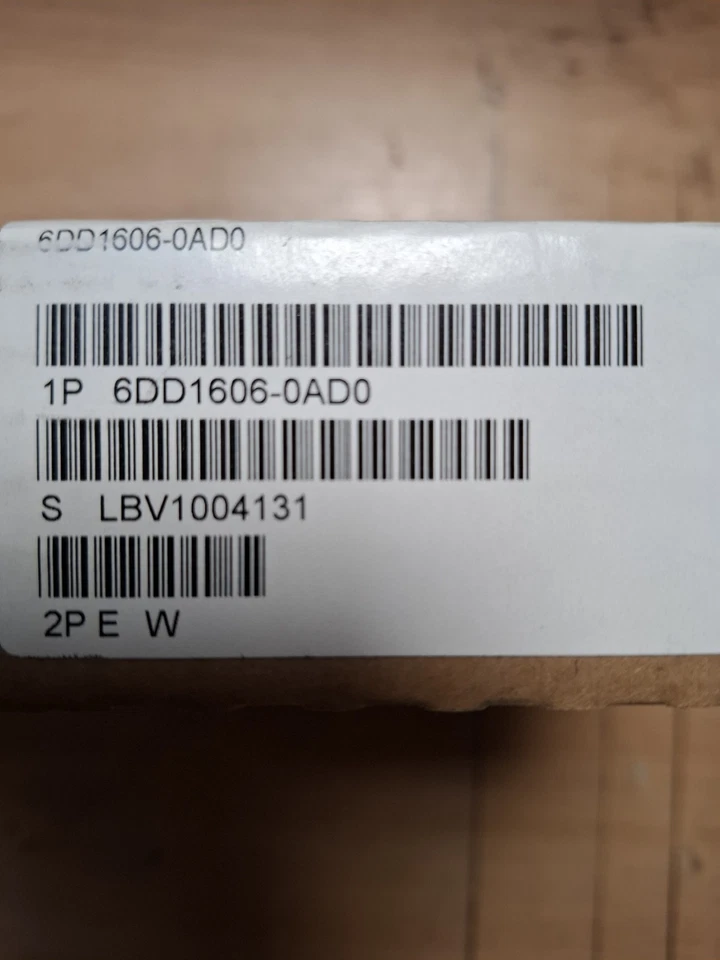 6DD1606-0AD0
1P 6DD1606-0AD0
S LBV1004131
2P E W